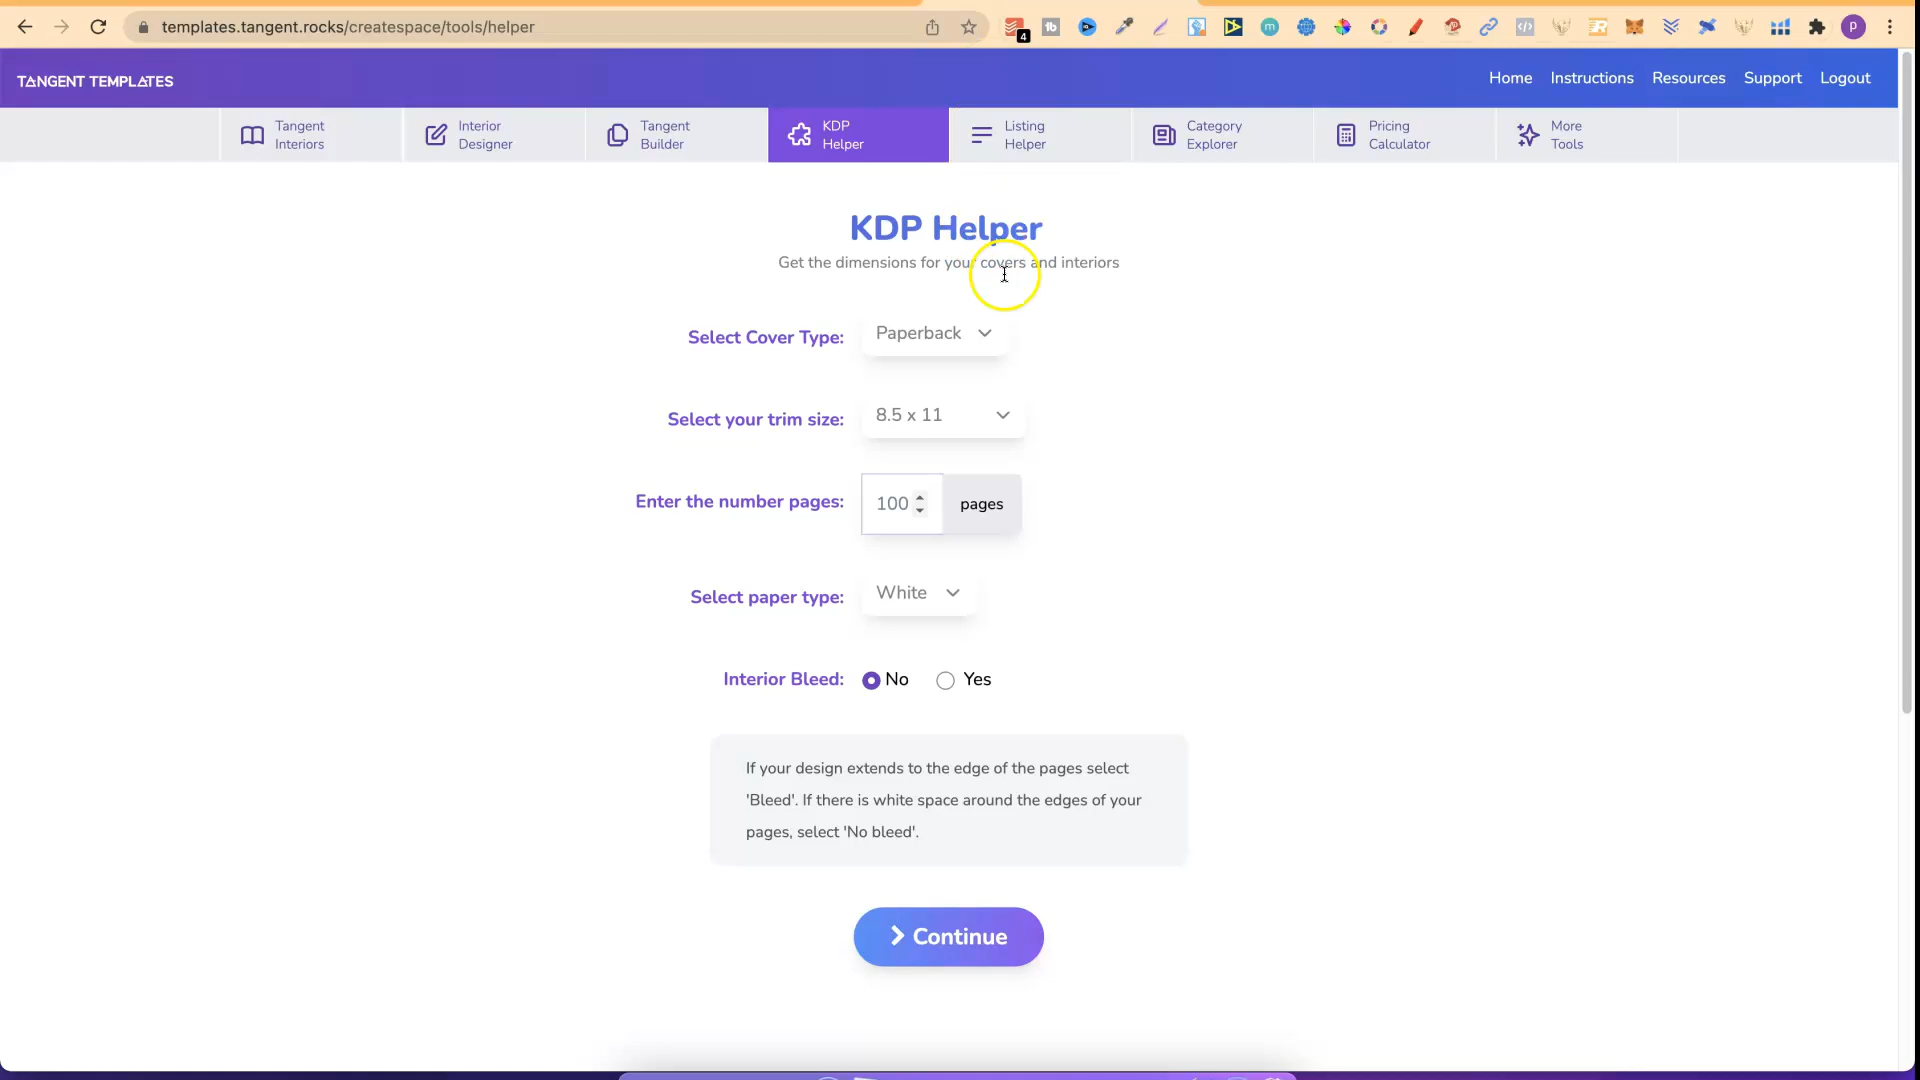 templates.tangent.rocks/createspace/tools/helper
4
tb
m
R
P
TANGENT TEMPLATES
Home Instructions Resources Support Logout
Tangent
Interiors
Interior
Designer
Tangent
Builder
KDP
Helper
Listing
Helper
Category
Explorer
Pricing
Calculator
More
Tools
KDP Helper
Get the dimensions for your covers and interiors
Select Cover Type: Paperback
Select your trim size: 8.5 x 11
Enter the number pages: 100 pages
Select paper type: White
Interior Bleed: No Yes
If your design extends to the edge of the pages select
'Bleed'. If there is white space around the edges of your
pages, select 'No bleed'.
Continue